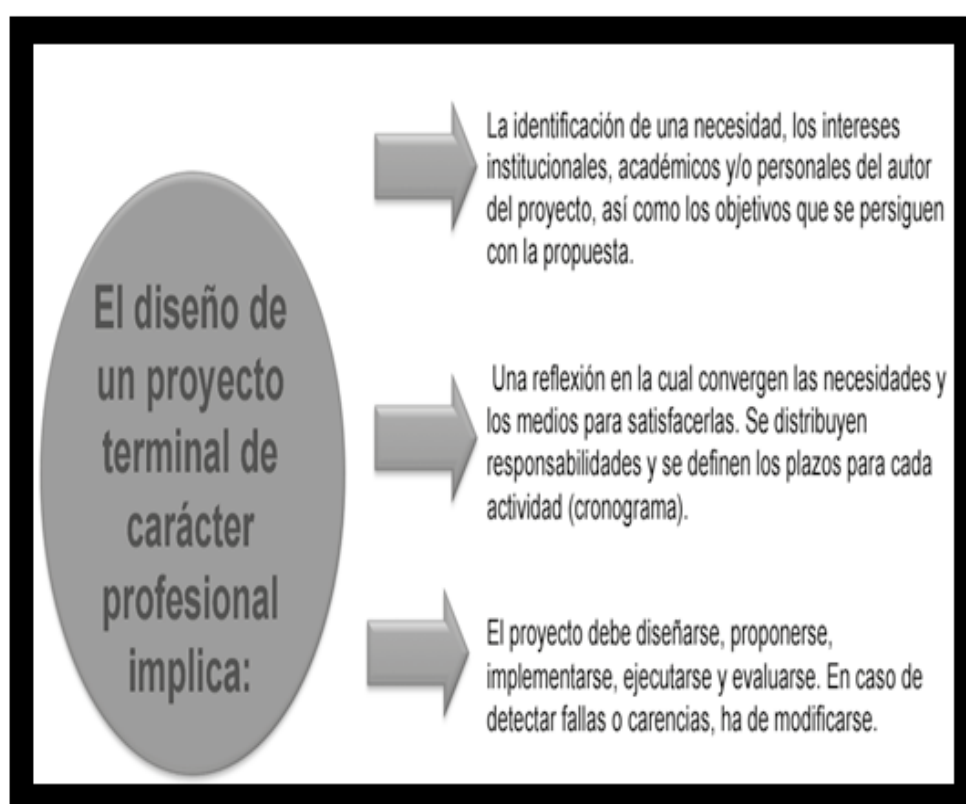 El diseño de
un proyecto
terminal de
carácter
profesional
implica:
La identificación de una necesidad, los intereses
institucionales, académicos y/o personales del autor
del proyecto, así como los objetivos que se persiguen
con la propuesta.
Una reflexión en la cual convergen las necesidades y
los medios para satisfacerlas. Se distribuyen
responsabilidades y se definen los plazos para cada
actividad (cronograma).
El proyecto debe diseñarse, proponerse,
implementarse, ejecutarse y evaluarse. En caso de
detectar fallas o carencias, ha de modificarse.